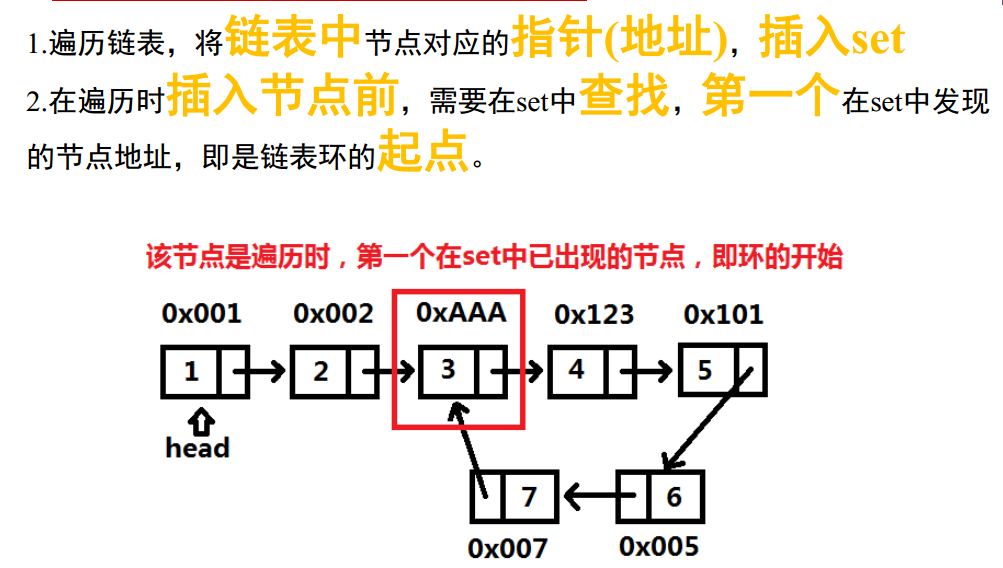 1.遍历链表，将链表中节点对应的指针(地址)，插入set
2.在遍历时插入节点前，需要在set中查找，第一个在set中发现
的节点地址，即是链表环的起点。
该节点是遍历时，第一个在set中已出现的节点，即环的开始
0x001 0x002 0xAAA 0x123 0x101
1 2 3 4 5
head
7 6
0x007 0x005